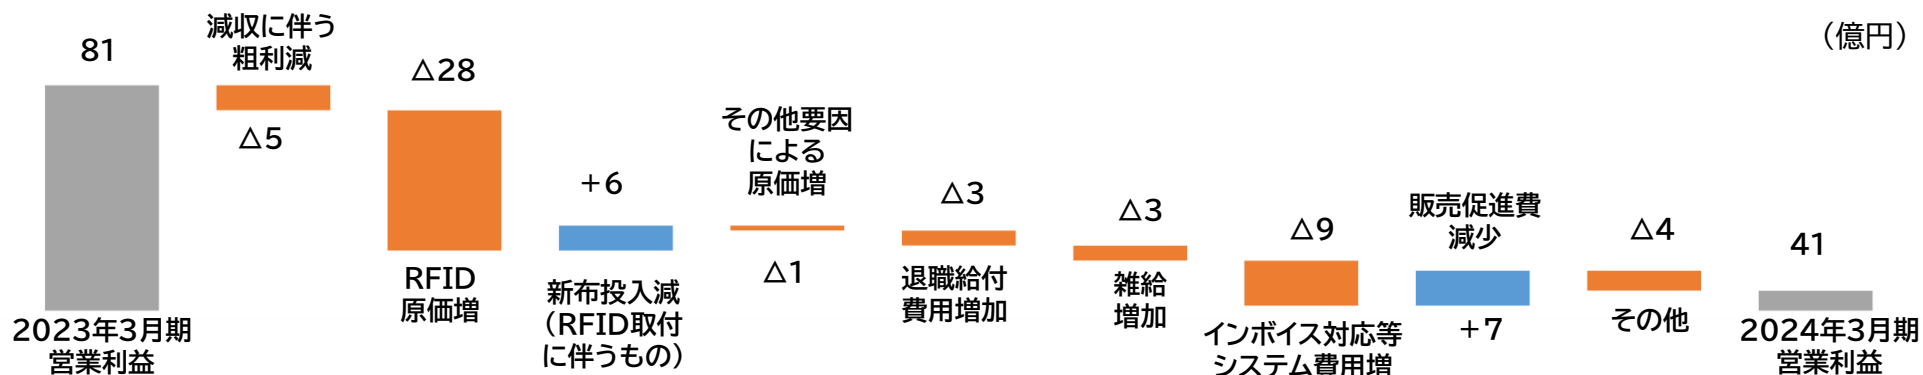 （億円）
81
2023年3月期
営業利益
減収に伴う
粗利減
△5
△28
RFID
原価増
＋6
新布投入減
（RFID取付
に伴うもの）
その他要因
による
原価増
△1
△3
退職給付
費用増加
△3
雑給
増加
△9
インボイス対応等
システム費用増
販売促進費
減少
＋7
△4
その他
41
2024年3月期
営業利益